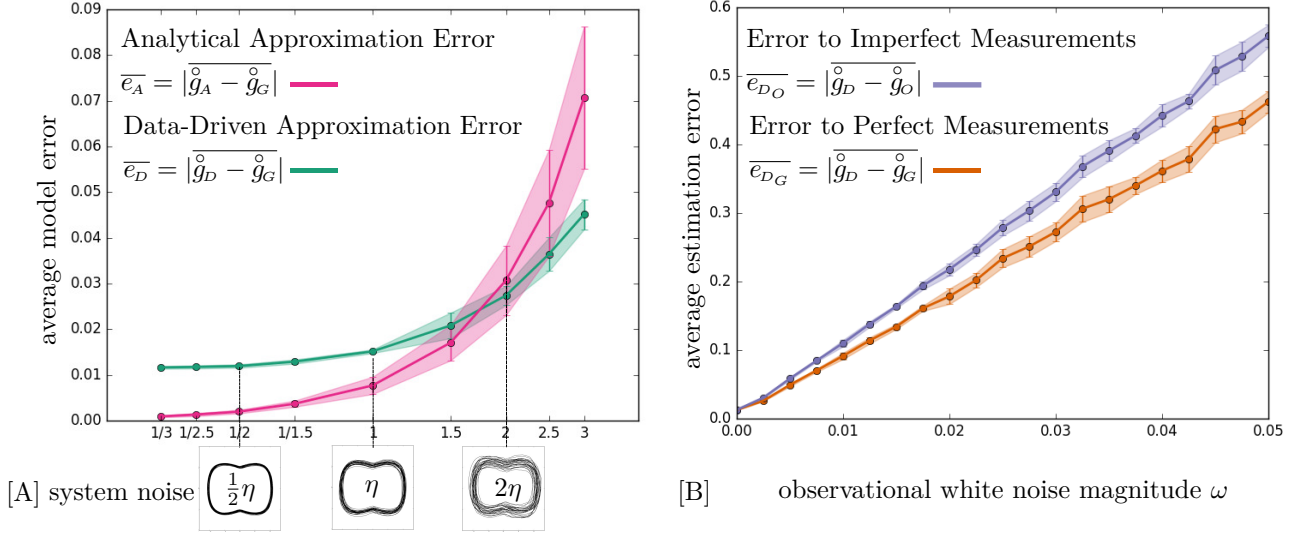 0.09
0.08
0.07
0.06
0.05
0.04
0.03
0.02
0.01
0.00
average model error
Analytical Approximation Error
$\overline{e_A} = |\overline{\mathring{g}_A - \mathring{g}_G}|$
Data-Driven Approximation Error
$\overline{e_D} = |\overline{\mathring{g}_D - \mathring{g}_G}|$
1/3 1/2.5 1/2 1/1.5 1 1.5 2 2.5 3
[A] system noise
$\frac{1}{2}\eta$
$\eta$
$2\eta$
0.6
0.5
0.4
0.3
0.2
0.1
0.0
average estimation error
Error to Imperfect Measurements
$\overline{e_{D_O}} = |\overline{\mathring{g}_D - \mathring{g}_O}|$
Error to Perfect Measurements
$\overline{e_{D_G}} = |\overline{\mathring{g}_D - \mathring{g}_G}|$
0.00 0.01 0.02 0.03 0.04 0.05
[B] observational white noise magnitude ω